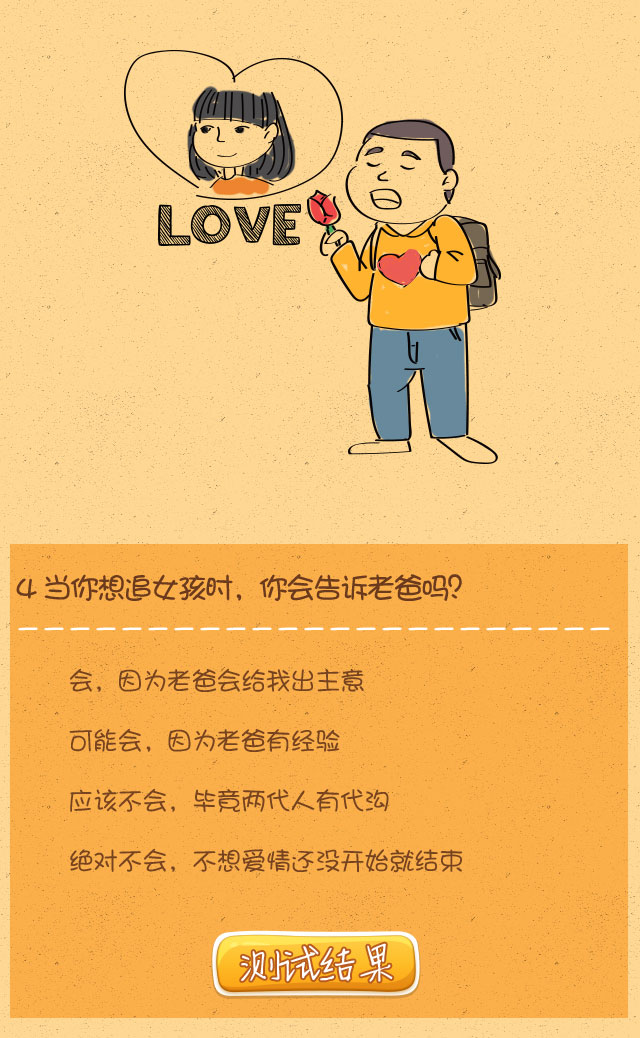 LOVE
4 当你想追女孩时，你会告诉老爸吗？
会，因为老爸会给我出主意
可能会，因为老爸有经验
应该不会，毕竟两代人有代沟
绝对不会，不想爱情还没开始就结束
测试结果